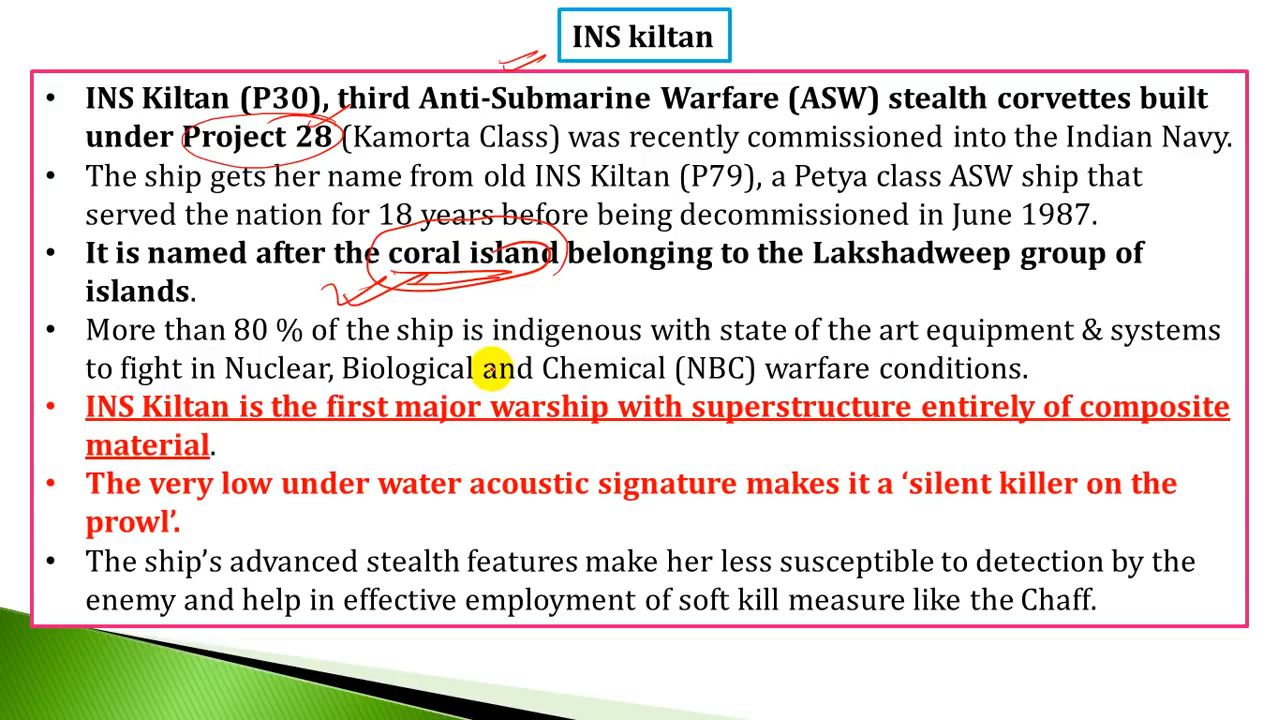 INS kiltan
• INS Kiltan (P30), third Anti-Submarine Warfare (ASW) stealth corvettes built
under Project 28 (Kamorta Class) was recently commissioned into the Indian Navy.
• The ship gets her name from old INS Kiltan (P79), a Petya class ASW ship that
served the nation for 18 years before being decommissioned in June 1987.
• It is named after the coral island belonging to the Lakshadweep group of
islands.
• More than 80 % of the ship is indigenous with state of the art equipment & systems
to fight in Nuclear, Biological and Chemical (NBC) warfare conditions.
• INS Kiltan is the first major warship with superstructure entirely of composite
material.
• The very low under water acoustic signature makes it a ‘silent killer on the
prowl’.
• The ship’s advanced stealth features make her less susceptible to detection by the
enemy and help in effective employment of soft kill measure like the Chaff.